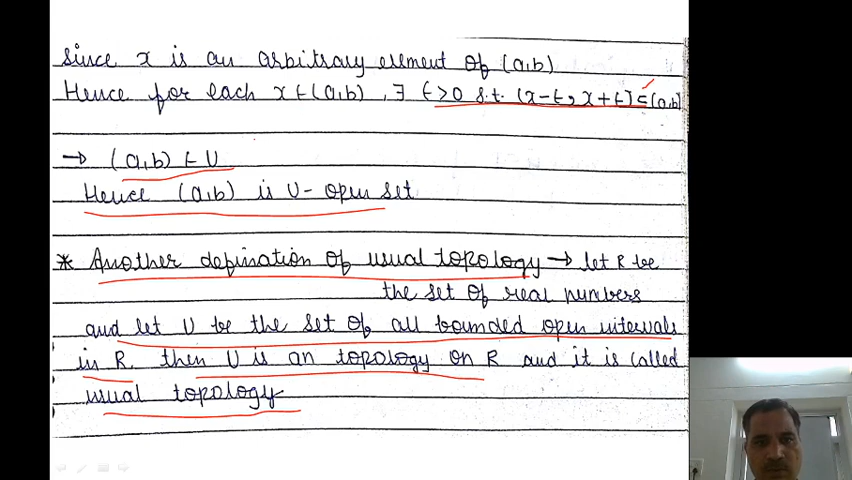 Since x is an arbitrary element of (a,b)
Hence for each x ∈ (a,b), ∃ ϵ>0 s.t (x-ϵ, x+ϵ) ⊆ (a,b)
→ (a,b) ∈ U
Hence (a,b) is U-open set
* Another defination of usual topology → let R be
the set of real numbers
and let U be the set of all bounded open intervals
in R. then U is an topology on R and it is called
usual topology